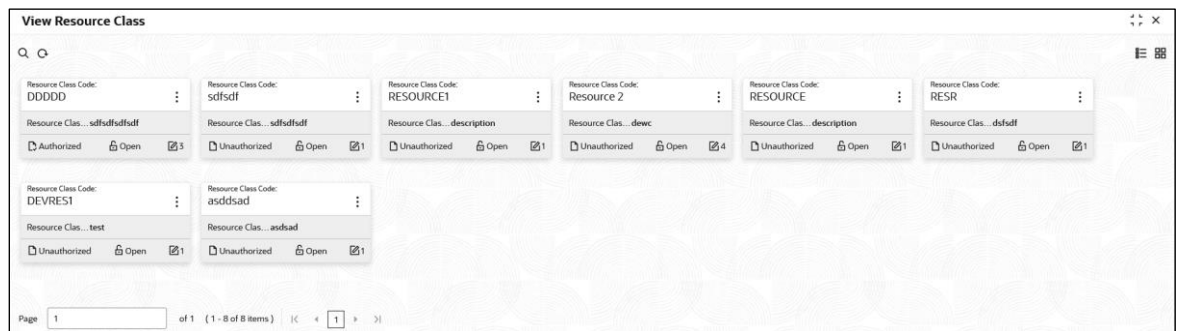 View Resource Class
Resource Class Code: Resource Class Code: Resource Class Code: Resource Class Code: Resource Class Code: Resource Class Code:
DDDDD sdfsdf RESOURCE1 Resource 2 RESOURCE RESR
Resource Clas... sdfsdfsdfsdf Resource Clas... sdfsdfsdf Resource Clas... description Resource Clas... dewc Resource Clas... description Resource Clas... dsfsdf
Authorized Open 3 Unauthorized Open 1 Unauthorized Open 1 Unauthorized Open 4 Unauthorized Open 1 Unauthorized Open 1
Resource Class Code: Resource Class Code:
DEVRES1 asddsad
Resource Clas... test Resource Clas... asdsad
Unauthorized Open 1 Unauthorized Open 1
Page 1 of 1 (1 - 8 of 8 items) 1